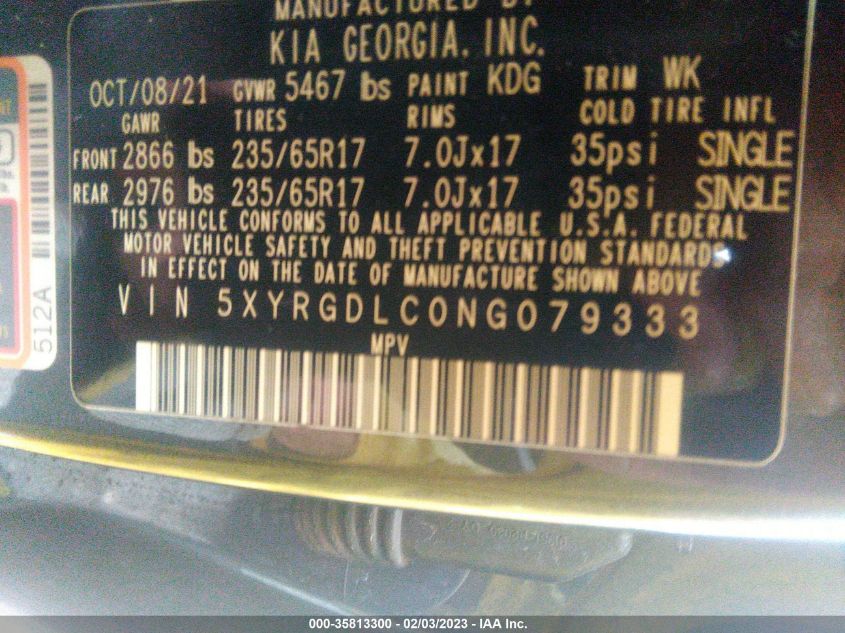 MANUFACTURED BY
KIA GEORGIA, INC.
OCT/08/21 GVWR 5467 lbs PAINT KDG TRIM WK
GAWR TIRES RIMS COLD TIRE INFL
FRONT 2866 lbs 235/65R17 7.0Jx17 35psi SINGLE
REAR 2976 lbs 235/65R17 7.0Jx17 35psi SINGLE
THIS VEHICLE CONFORMS TO ALL APPLICABLE U.S.A. FEDERAL
MOTOR VEHICLE SAFETY AND THEFT PREVENTION STANDARDS
IN EFFECT ON THE DATE OF MANUFACTURE SHOWN ABOVE
VIN 5XYRGDLC0NG079333
MPV
512A
000-35813300 - 02/03/2023 - IAA Inc.